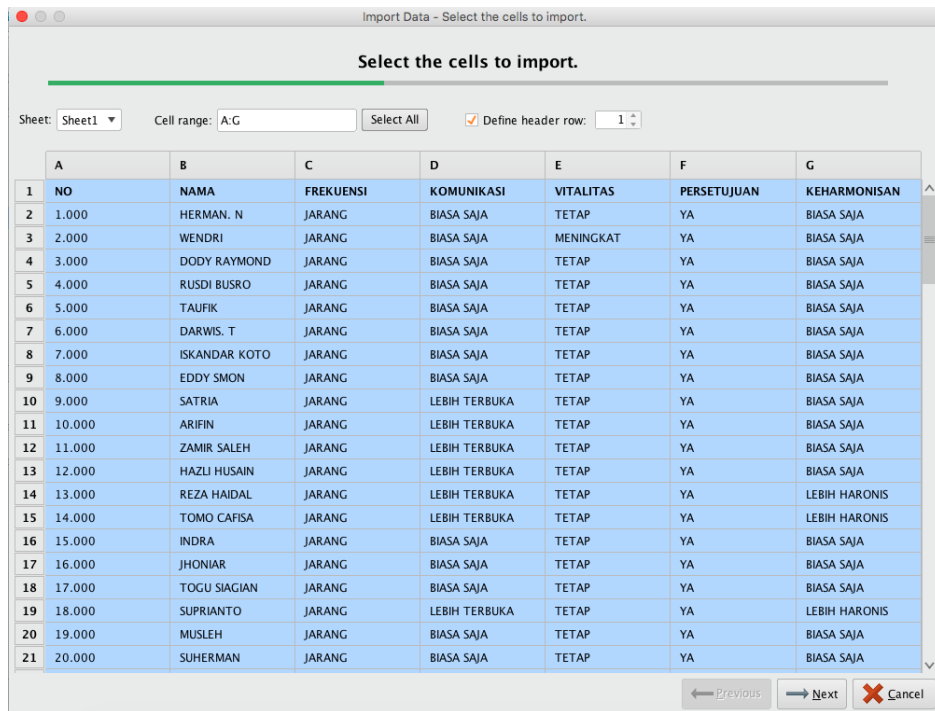 Import Data - Select the cells to import.
Select the cells to import.
Sheet: Sheet1 Cell range: A:G Select All Define header row: 1
A B C D E F G
1 NO NAMA FREKUENSI KOMUNIKASI VITALITAS PERSETUJUAN KEHARMONISAN
2 1.000 HERMAN. N JARANG BIASA SAJA TETAP YA BIASA SAJA
3 2.000 WENDRI JARANG BIASA SAJA MENINGKAT YA BIASA SAJA
4 3.000 DODY RAYMOND JARANG BIASA SAJA TETAP YA BIASA SAJA
5 4.000 RUSDI BUSRO JARANG BIASA SAJA TETAP YA BIASA SAJA
6 5.000 TAUFIK JARANG BIASA SAJA TETAP YA BIASA SAJA
7 6.000 DARWIS. T JARANG BIASA SAJA TETAP YA BIASA SAJA
8 7.000 ISKANDAR KOTO JARANG BIASA SAJA TETAP YA BIASA SAJA
9 8.000 EDDY SMON JARANG BIASA SAJA TETAP YA BIASA SAJA
10 9.000 SATRIA JARANG LEBIH TERBUKA TETAP YA BIASA SAJA
11 10.000 ARIFIN JARANG LEBIH TERBUKA TETAP YA BIASA SAJA
12 11.000 ZAMIR SALEH JARANG LEBIH TERBUKA TETAP YA BIASA SAJA
13 12.000 HAZLI HUSAIN JARANG LEBIH TERBUKA TETAP YA BIASA SAJA
14 13.000 REZA HAIDAL JARANG LEBIH TERBUKA TETAP YA LEBIH HARONIS
15 14.000 TOMO CAFISA JARANG LEBIH TERBUKA TETAP YA LEBIH HARONIS
16 15.000 INDRA JARANG BIASA SAJA TETAP YA BIASA SAJA
17 16.000 JHONIAR JARANG BIASA SAJA TETAP YA BIASA SAJA
18 17.000 TOGU SIAGIAN JARANG BIASA SAJA TETAP YA BIASA SAJA
19 18.000 SUPRIANTO JARANG LEBIH TERBUKA TETAP YA LEBIH HARONIS
20 19.000 MUSLEH JARANG BIASA SAJA TETAP YA BIASA SAJA
21 20.000 SUHERMAN JARANG BIASA SAJA TETAP YA BIASA SAJA
Previous Next Cancel